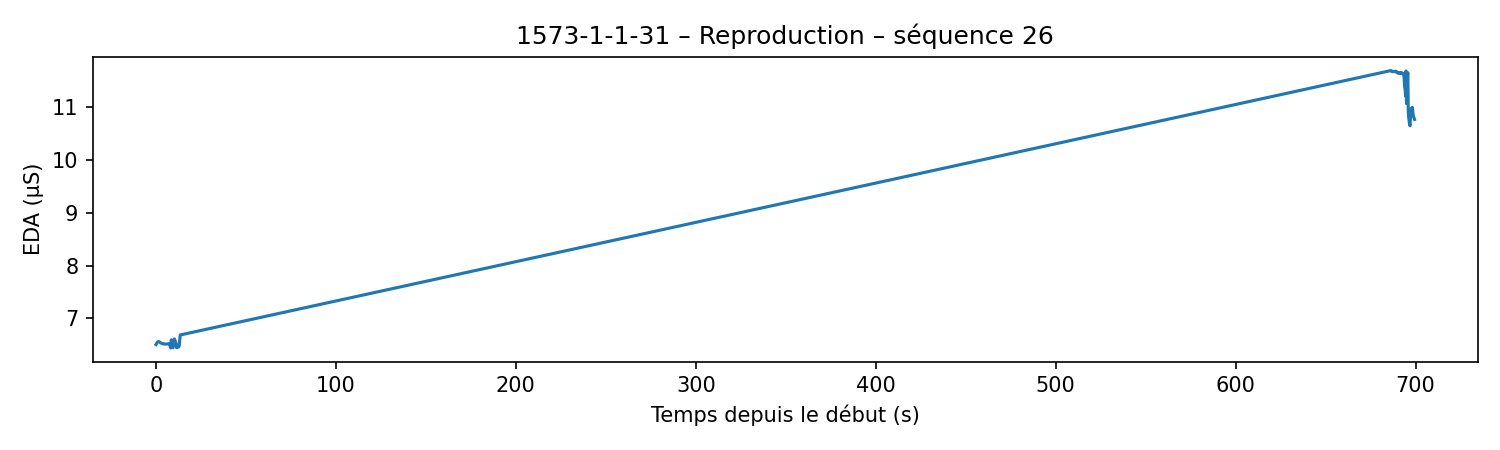 1573-1-1-31 – Reproduction – séquence 26
EDA (µS)
11
10
9
8
7
0 100 200 300 400 500 600 700
Temps depuis le début (s)